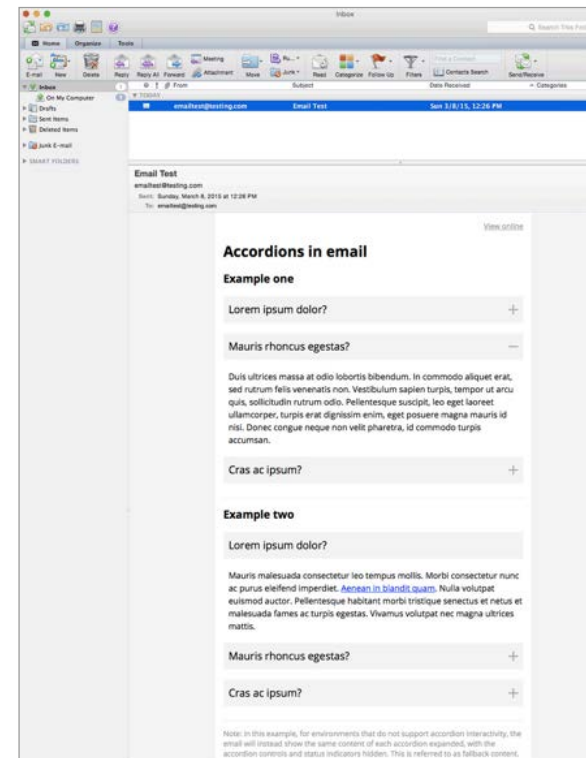 Inbox
Search This Fol
Home Organize Tools
E-mail New Delete Reply Reply All Forward Meeting Attachment Move Junk Read Categorize Follow Up Filters Find a Contact Contacts Search Send/Receive
Inbox
On My Computer
Drafts
Sent Items
Deleted Items
Junk E-mail
SMART FOLDERS
From Subject Date Received Categories
TODAY
emailtest@testing.com Email Test Sun 3/8/15, 12:26 PM
Email Test
emailtest@testing.com
Sent: Sunday, March 8, 2015 at 12:26 PM
To: emailtest@testing.com
View online
Accordions in email
Example one
Lorem ipsum dolor?
Mauris rhoncus egestas?
Duis ultrices massa at odio lobortis bibendum. In commodo aliquet erat,
sed rutrum felis venenatis non. Vestibulum sapien turpis, tempor ut arcu
quis, sollicitudin rutrum odio. Pellentesque suscipit, leo eget laoreet
ullamcorper, turpis erat dignissim enim, eget posuere magna mauris id
nisi. Donec congue neque non velit pharetra, id commodo turpis
accumsan.
Cras ac ipsum?
Example two
Lorem ipsum dolor?
Mauris malesuada consectetur leo tempus mollis. Morbi consectetur nunc
ac purus eleifend imperdiet. Aenean in blandit quam. Nulla volutpat
euismod auctor. Pellentesque habitant morbi tristique senectus et netus et
malesuada fames ac turpis egestas. Vivamus volutpat nec magna ultrices
mattis.
Mauris rhoncus egestas?
Cras ac ipsum?
Note: In this example, for environments that do not support accordion interactivity, the
email will instead show the same content of each accordion expanded, with the
accordion controls and status indicators hidden. This is referred to as fallback content.